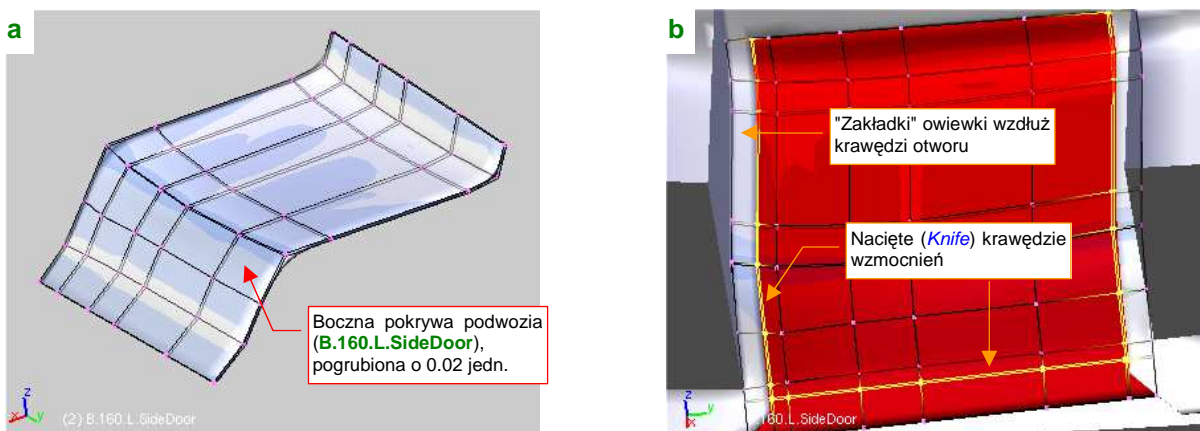 a
Boczna pokrywa podwozia
(B.160.L.SideDoor),
pogrubiona o 0.02 jedn.
z
x y
(2) B.160.L.SideDoor
b
"Zakładki" owiewki wzdłuż
krawędzi otworu
Nacięte (Knife) krawędzie
wzmocnień
z
x y
160.L.SideDoor